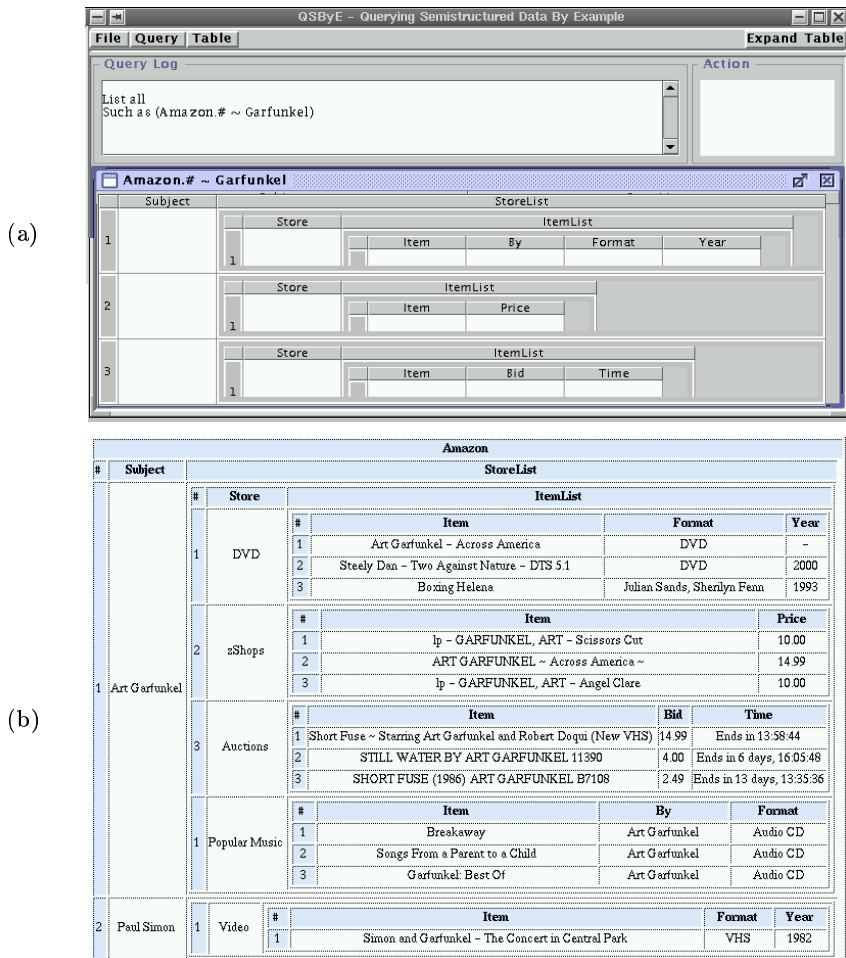 QSByE - Querying Semistructured Data By Example
File Query Table Expand Table
Query Log Action
List all
Such as (Amazon.# ~ Garfunkel)
Amazon.# ~ Garfunkel
(a)
Subject StoreList
1 Store ItemList
Item By Format Year
1
2 Store ItemList
Item Price
1
3 Store ItemList
Item Bid Time
1
(b)
Amazon
# Subject StoreList
# Store ItemList
1 Art Garfunkel
1 DVD
# Item Format Year
1 Art Garfunkel - Across America DVD -
2 Steely Dan - Two Against Nature - DTS 5.1 DVD 2000
3 Boxing Helena Julian Sands, Sherilyn Fenn 1993
2 zShops
# Item Price
1 lp - GARFUNKEL, ART - Scissors Cut 10.00
2 ART GARFUNKEL ~ Across America ~ 14.99
3 lp - GARFUNKEL, ART - Angel Clare 10.00
3 Auctions
# Item Bid Time
1 Short Fuse ~ Starring Art Garfunkel and Robert Doqui (New VHS) 14.99 Ends in 13:58:44
2 STILL WATER BY ART GARFUNKEL 11390 4.00 Ends in 6 days, 16:05:48
3 SHORT FUSE (1986) ART GARFUNKEL B7108 2.49 Ends in 13 days, 13:35:36
1 Popular Music
# Item By Format
1 Breakaway Art Garfunkel Audio CD
2 Songs From a Parent to a Child Art Garfunkel Audio CD
3 Garfunkel: Best Of Art Garfunkel Audio CD
2 Paul Simon
1 Video
# Item Format Year
1 Simon and Garfunkel - The Concert in Central Park VHS 1982